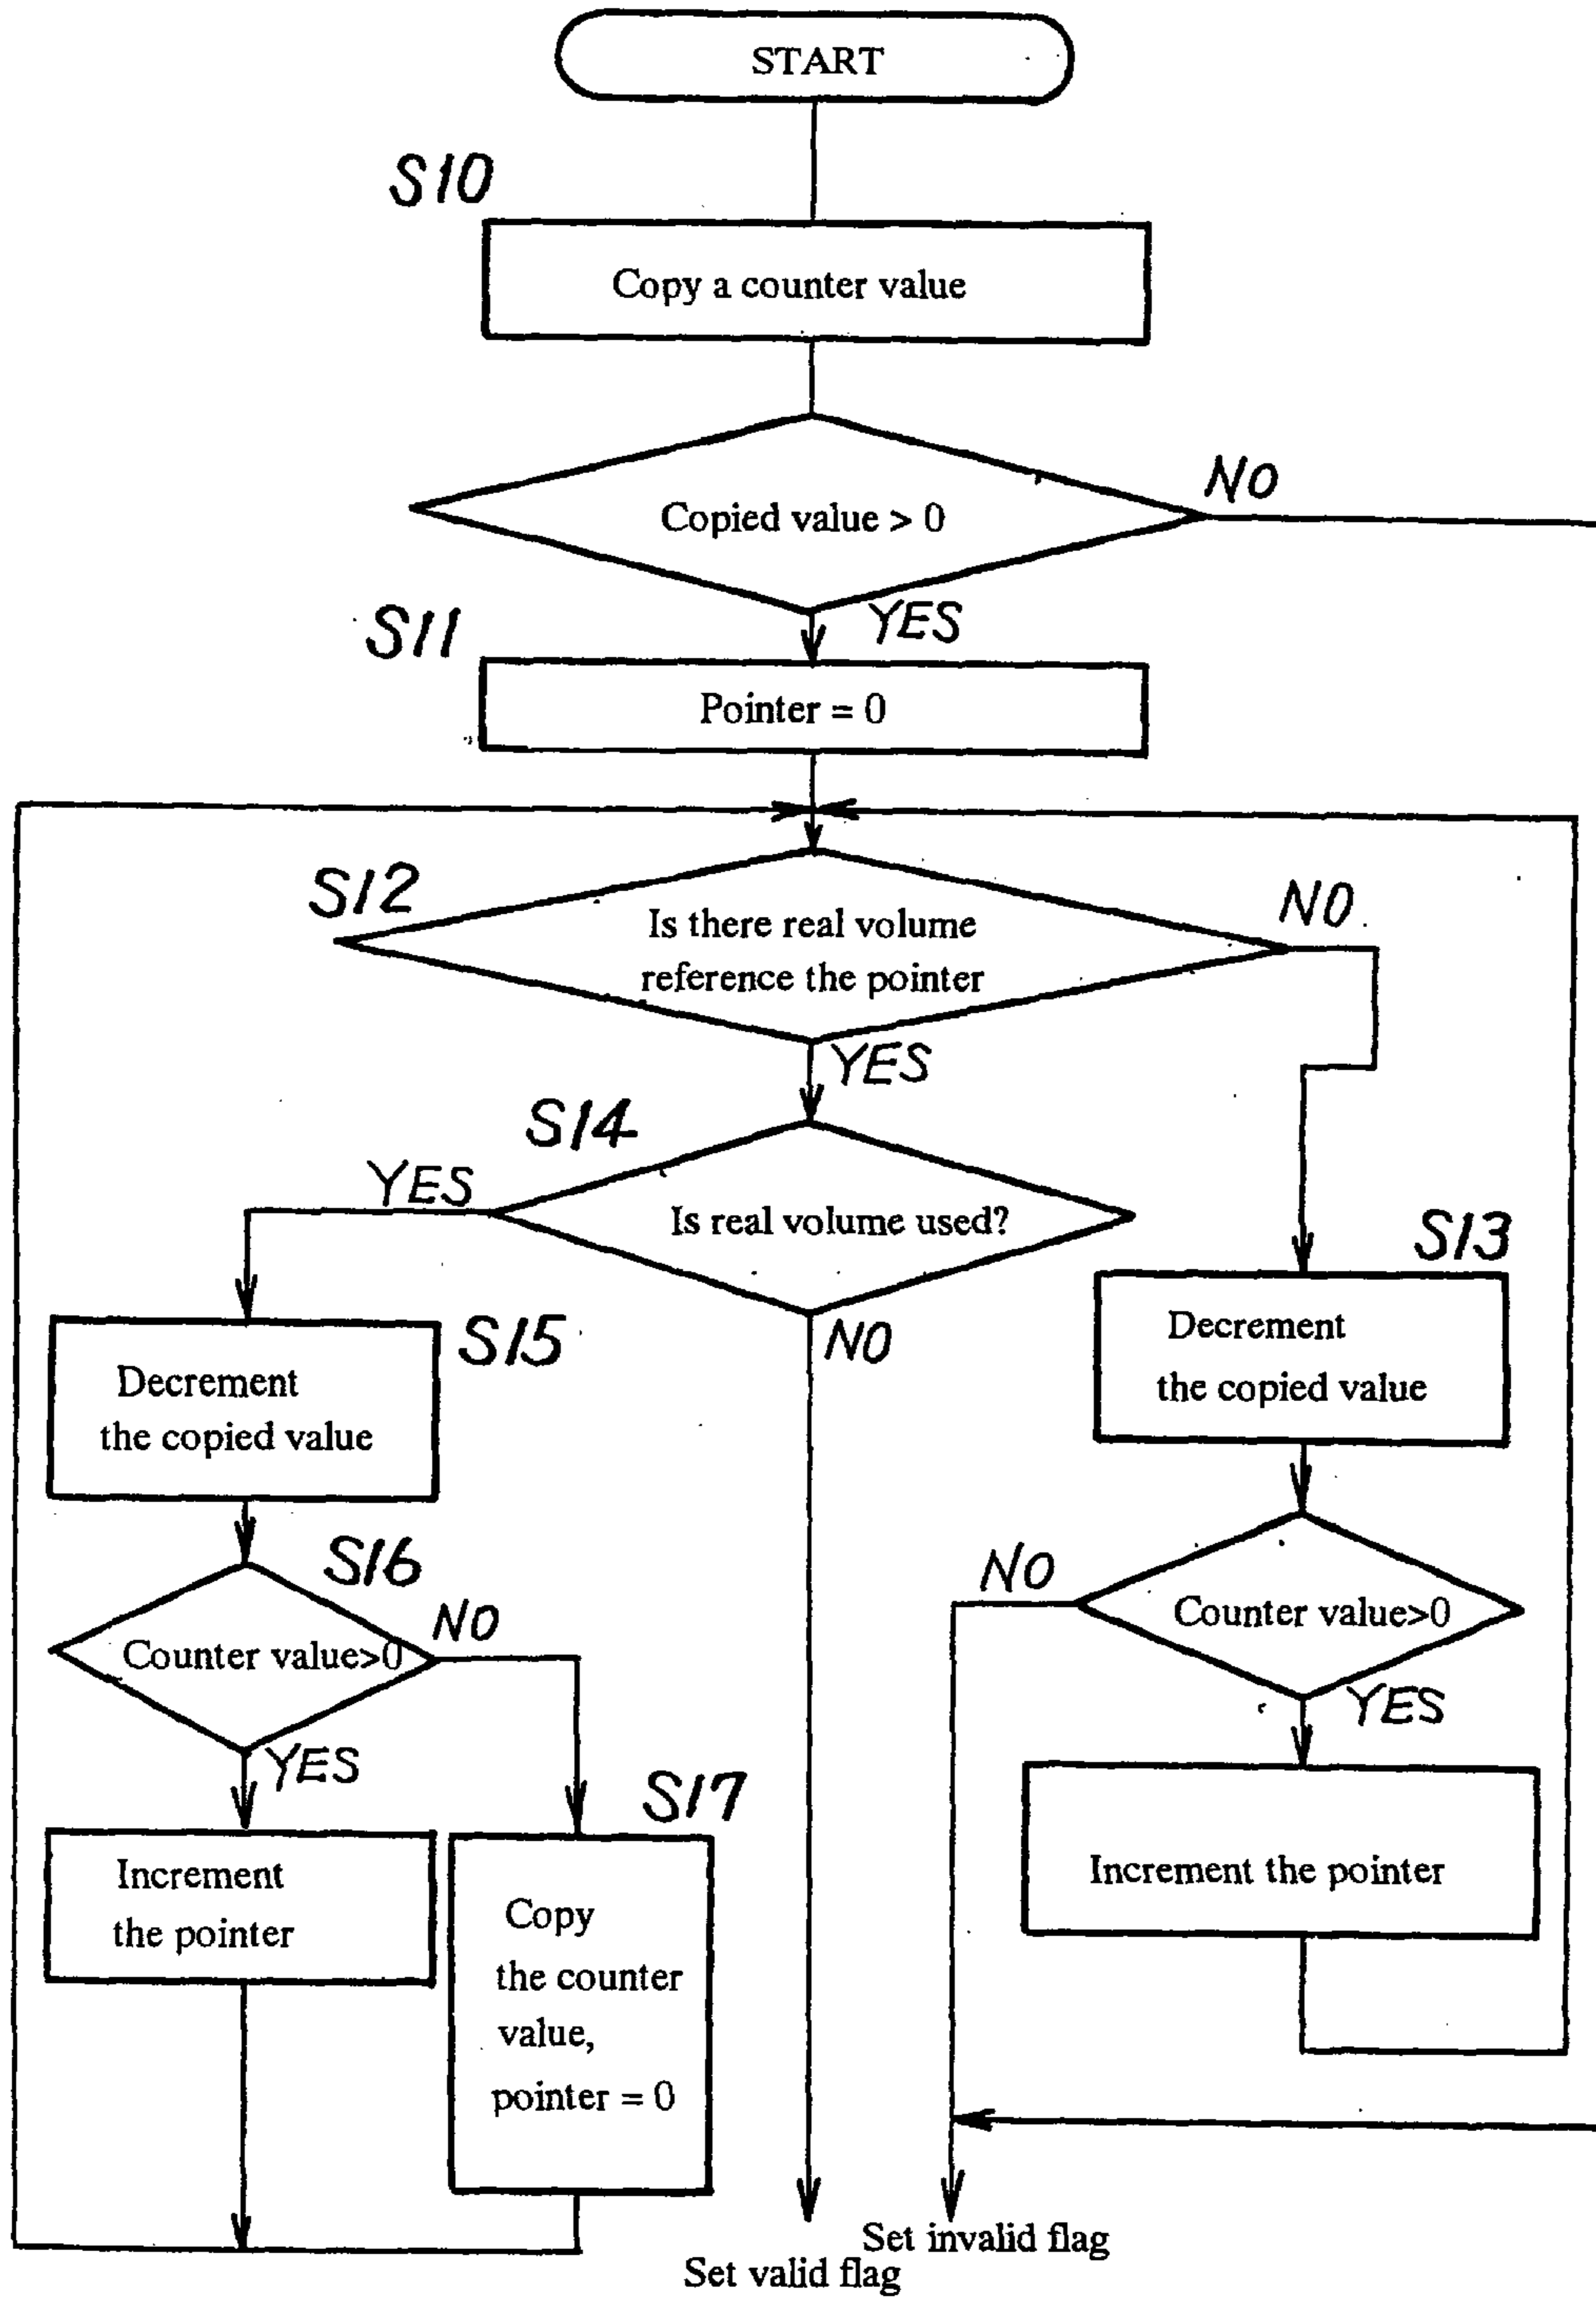 START
S10
Copy a counter value
NO
Copied value > 0
S11
YES
Pointer = 0
S12
NO
Is there real volume
reference the pointer
YES
S14
YES
Is real volume used?
S13
NO
S15
Decrement
the copied value
Decrement
the copied value
S16
NO
NO
Counter value>0
Counter value>0
YES
YES
S17
Increment
the pointer
Increment the pointer
Copy
the counter
value,
pointer = 0
Set invalid flag
Set valid flag